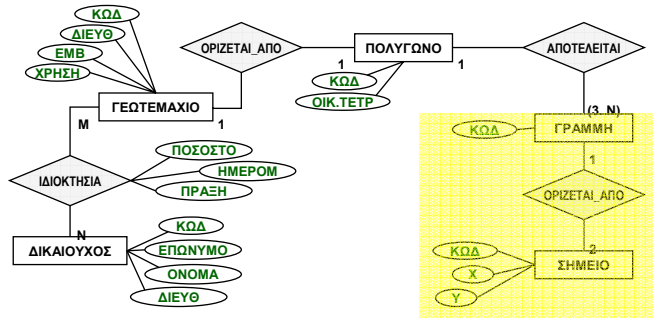 ΚΩΔ
ΔΙΕΥΘ
ΕΜΒ
ΧΡΗΣΗ
ΓΕΩΤΕΜΑΧΙΟ
ΟΡΙΖΕΤΑΙ_ΑΠΟ
1
1
ΠΟΛΥΓΩΝΟ
ΚΩΔ
ΟΙΚ.ΤΕΤΡ
1
ΑΠΟΤΕΛΕΙΤΑΙ
(3_N)
ΚΩΔ
ΓΡΑΜΜΗ
1
ΟΡΙΖΕΤΑΙ_ΑΠΟ
2
ΚΩΔ
Χ
Υ
ΣΗΜΕΙΟ
Μ
ΙΔΙΟΚΤΗΣΙΑ
ΠΟΣΟΣΤΟ
ΗΜΕΡΟΜ
ΠΡΑΞΗ
Ν
ΔΙΚΑΙΟΥΧΟΣ
ΚΩΔ
ΕΠΩΝΥΜΟ
ΟΝΟΜΑ
ΔΙΕΥΘ